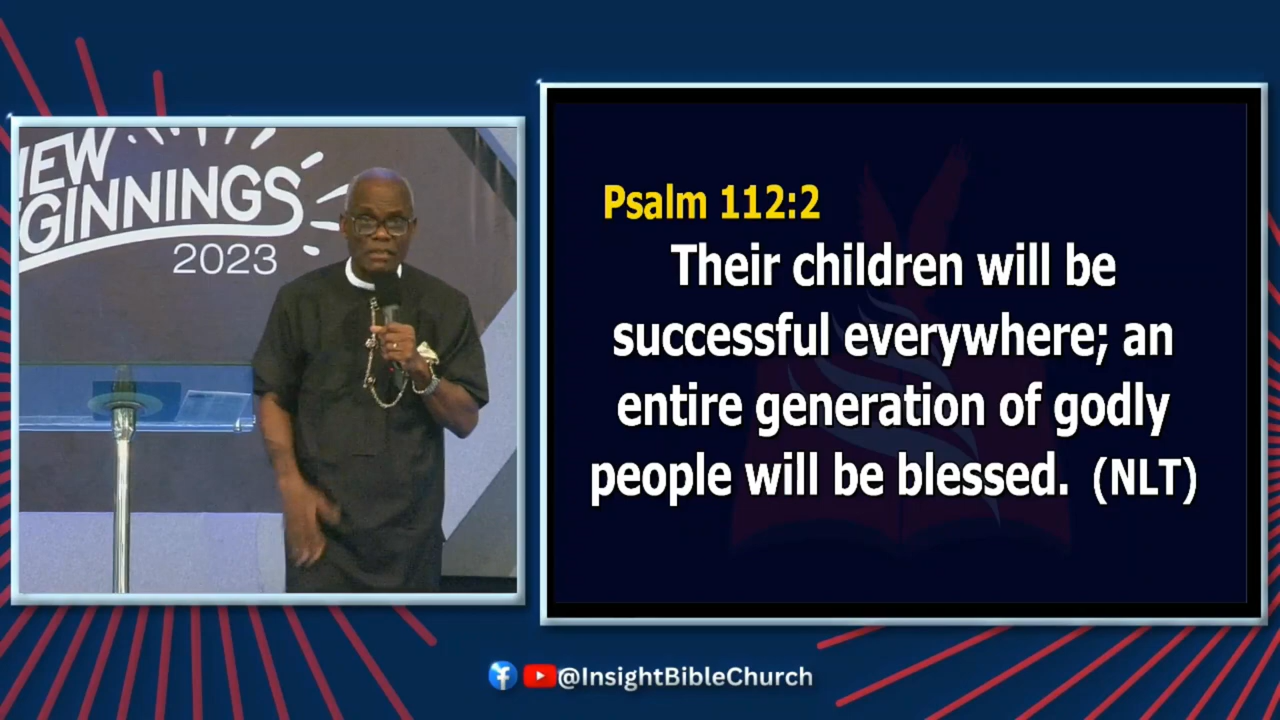 NEW
GINNINGS
2023
Psalm 112:2
Their children will be
successful everywhere; an
entire generation of godly
people will be blessed. (NLT)
@InsightBibleChurch